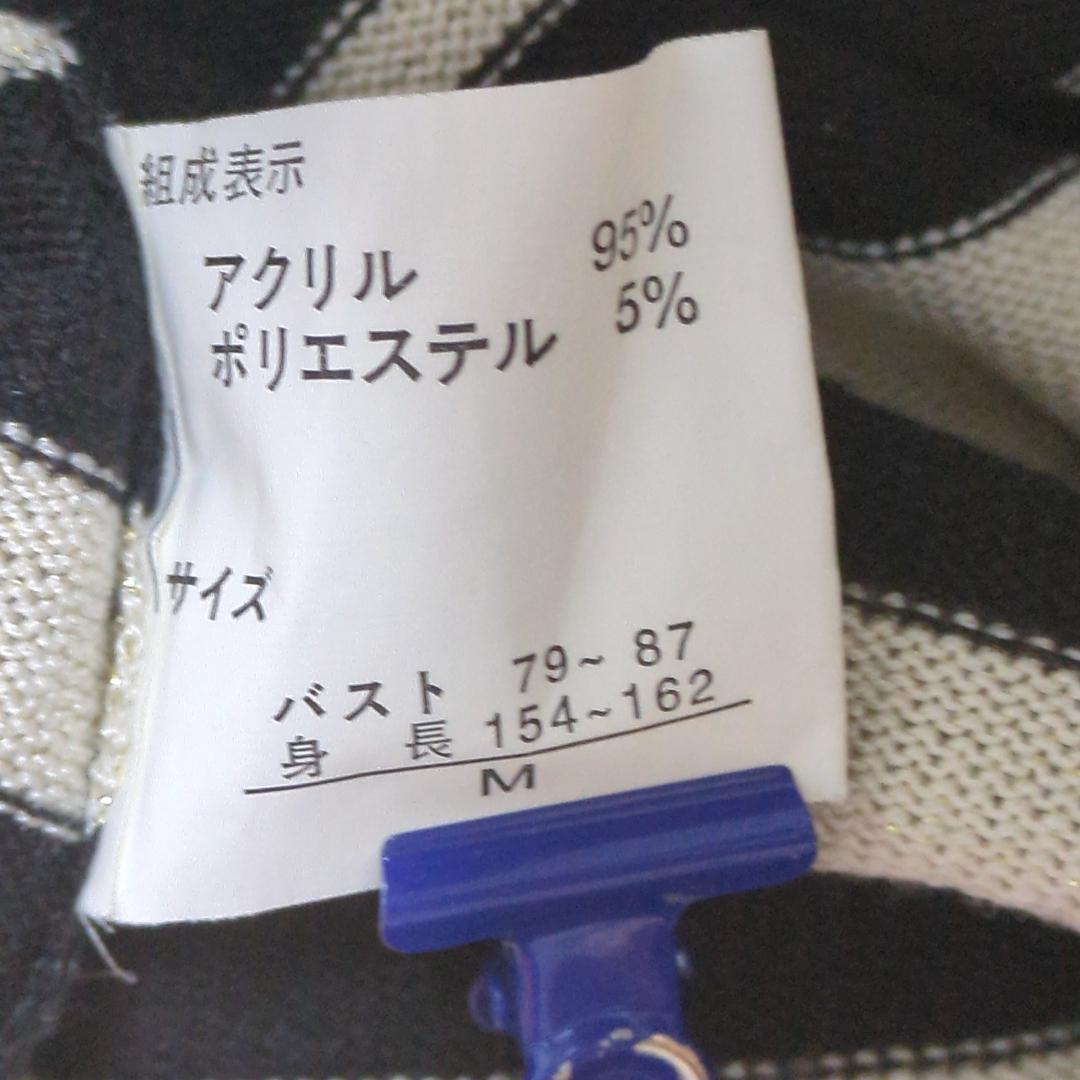 組成表示
アクリル 95%
ポリエステル 5%
サイズ
バスト 79~ 87
身 長 154~162
M